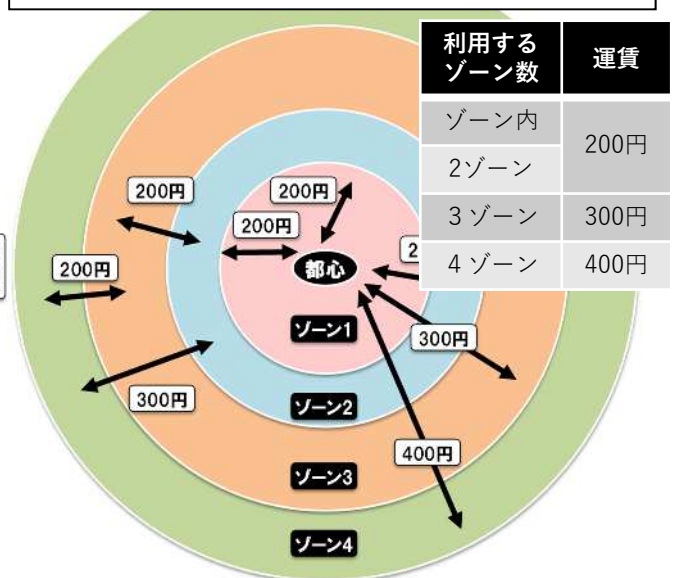 利用する
ゾーン数
運賃
ゾーン内
200円
2ゾーン
3 ゾーン
300円
4 ゾーン
400円
200円
200円
200円
200円
2
都心
ゾーン1
300円
300円
ゾーン2
400円
ゾーン3
ゾーン4